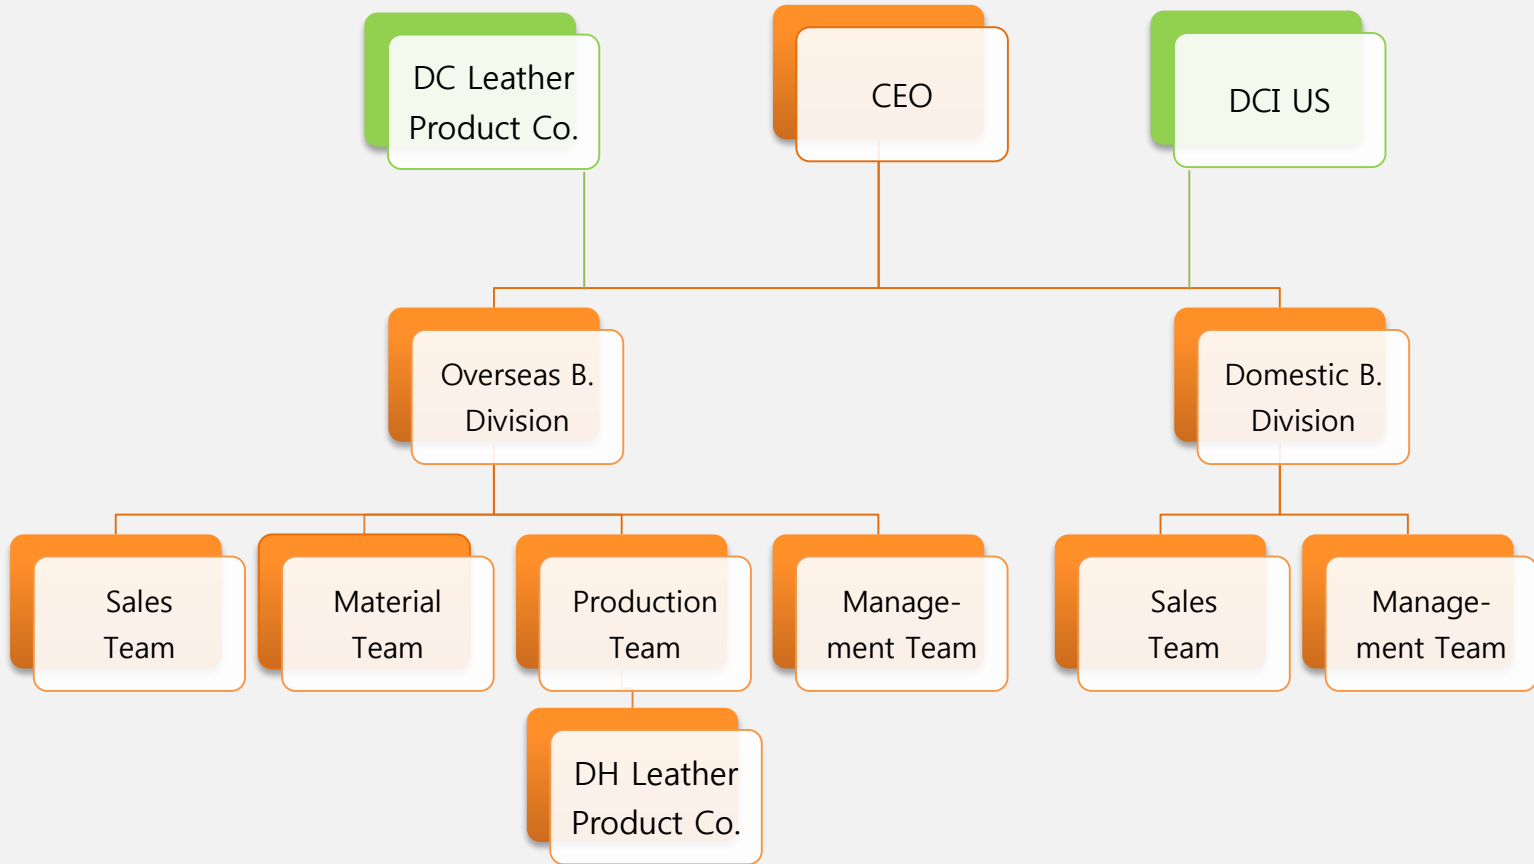 DC Leather
Product Co.
CEO
DCI US
Overseas B.
Division
Domestic B.
Division
Sales
Team
Material
Team
Production
Team
Manage-
ment Team
Sales
Team
Manage-
ment Team
DH Leather
Product Co.